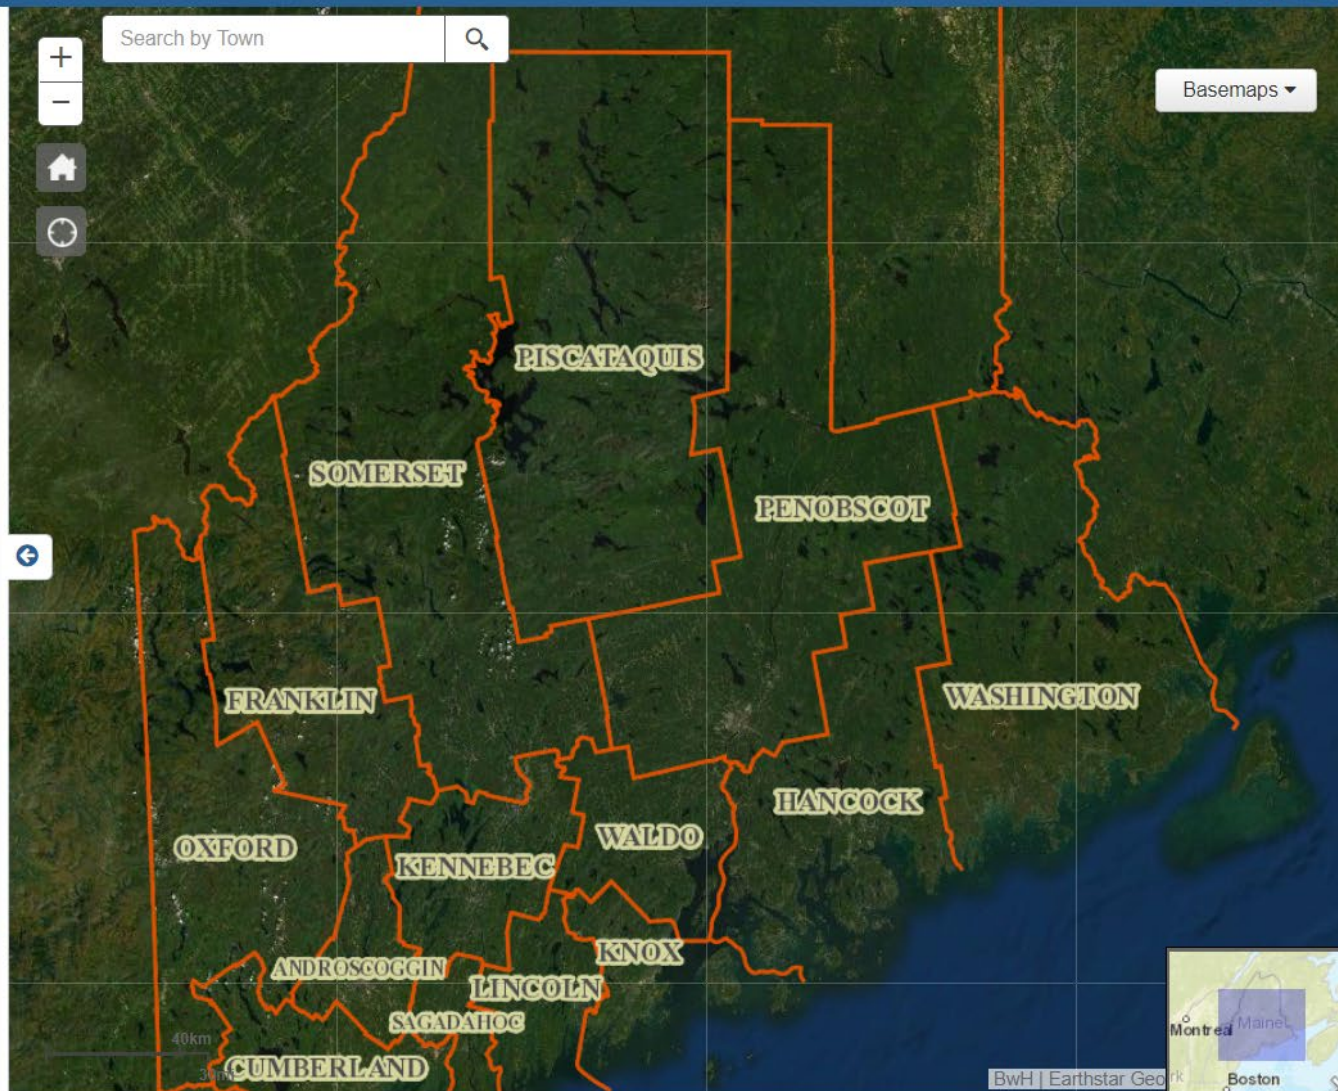 +
Search by Town
−
Basemaps
PISCATAQUIS
SOMERSET
PENOBSCOT
FRANKLIN
WASHINGTON
HANCOCK
WALDO
OXFORD
KENNEBEC
KNOX
ANDROSCOGGIN
LINCOLN
SAGADAHOC
40km
CUMBERLAND
Montreal
Maine
Boston
BwH | Earthstar Geo